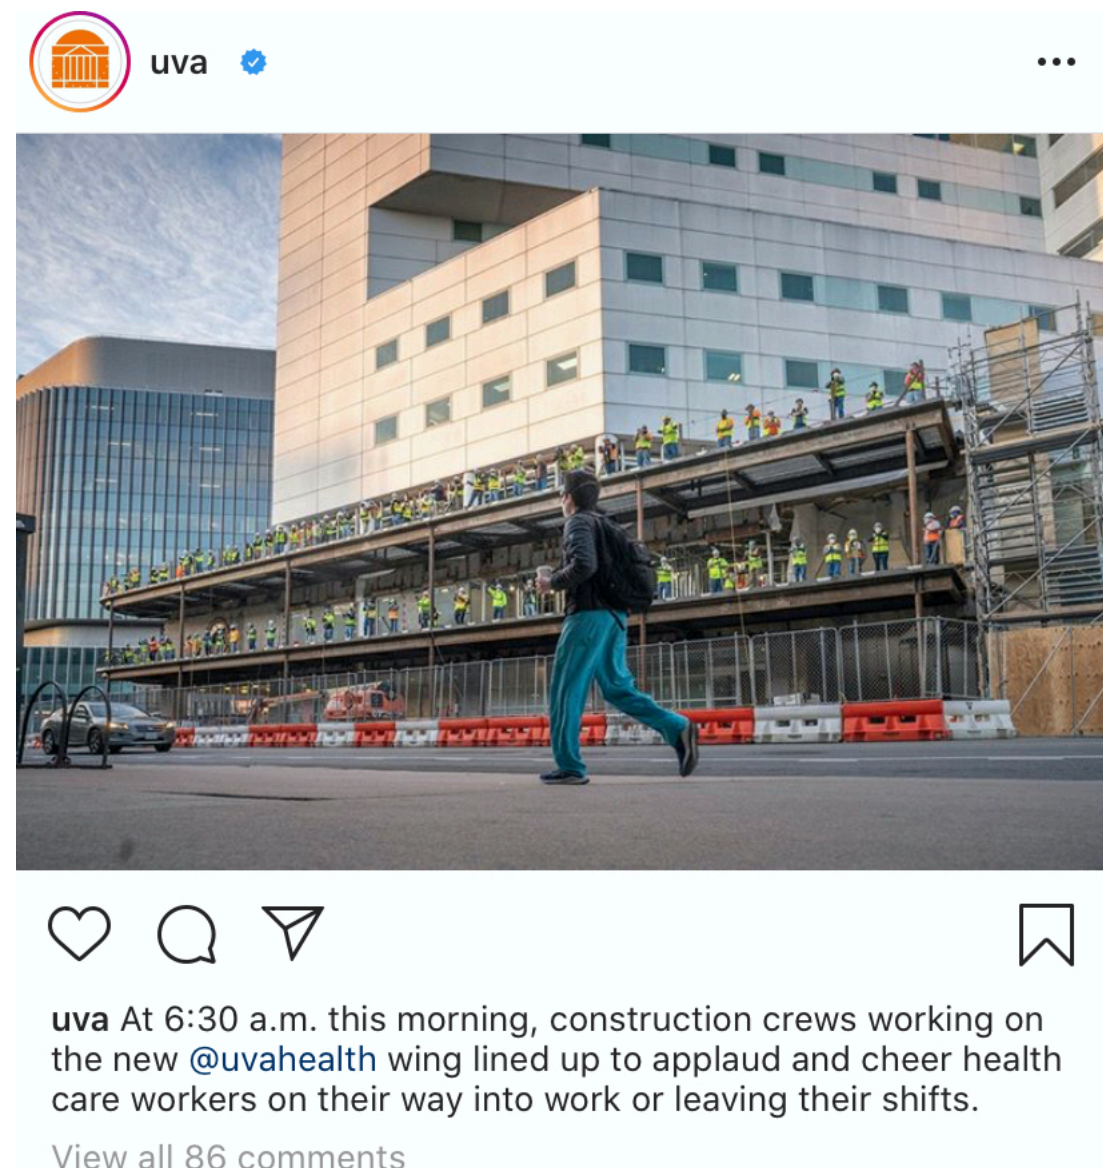 uva
uva At 6:30 a.m. this morning, construction crews working on
the new @uvahealth wing lined up to applaud and cheer health
care workers on their way into work or leaving their shifts.
View all 86 comments